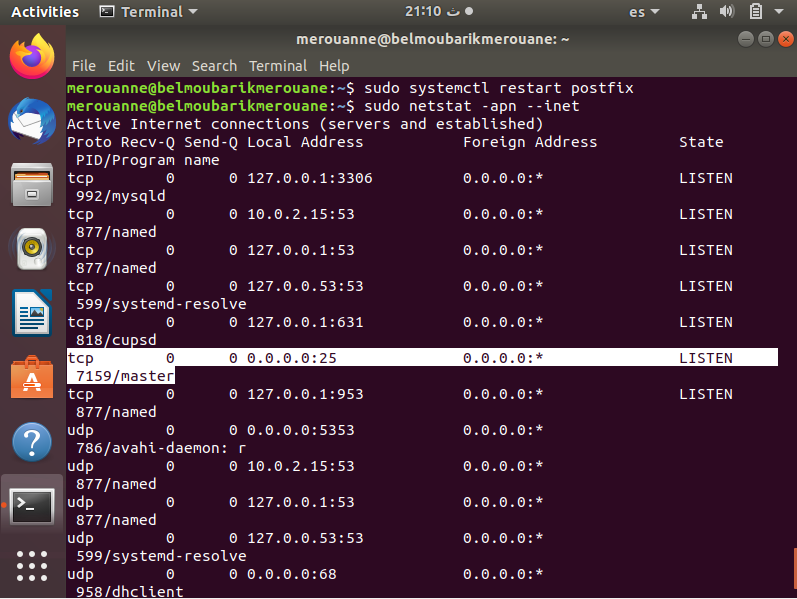 Activities Terminal 21:10 ث es
merouanne@belmoubarikmerouane: ~
File Edit View Search Terminal Help
merouanne@belmoubarikmerouane:~$ sudo systemctl restart postfix
merouanne@belmoubarikmerouane:~$ sudo netstat -apn --inet
Active Internet connections (servers and established)
Proto Recv-Q Send-Q Local Address           Foreign Address         State
 PID/Program name
tcp        0      0 127.0.0.1:3306          0.0.0.0:*               LISTEN
 992/mysqld
tcp        0      0 10.0.2.15:53            0.0.0.0:*               LISTEN
 877/named
tcp        0      0 127.0.0.1:53            0.0.0.0:*               LISTEN
 877/named
tcp        0      0 127.0.0.53:53           0.0.0.0:*               LISTEN
 599/systemd-resolve
tcp        0      0 127.0.0.1:631           0.0.0.0:*               LISTEN
 818/cupsd
tcp        0      0 0.0.0.0:25              0.0.0.0:*               LISTEN
 7159/master
tcp        0      0 127.0.0.1:953           0.0.0.0:*               LISTEN
 877/named
udp        0      0 0.0.0.0:5353            0.0.0.0:*
 786/avahi-daemon: r
udp        0      0 10.0.2.15:53            0.0.0.0:*
 877/named
udp        0      0 127.0.0.1:53            0.0.0.0:*
 877/named
udp        0      0 127.0.0.53:53           0.0.0.0:*
 599/systemd-resolve
udp        0      0 0.0.0.0:68              0.0.0.0:*
 958/dhclient